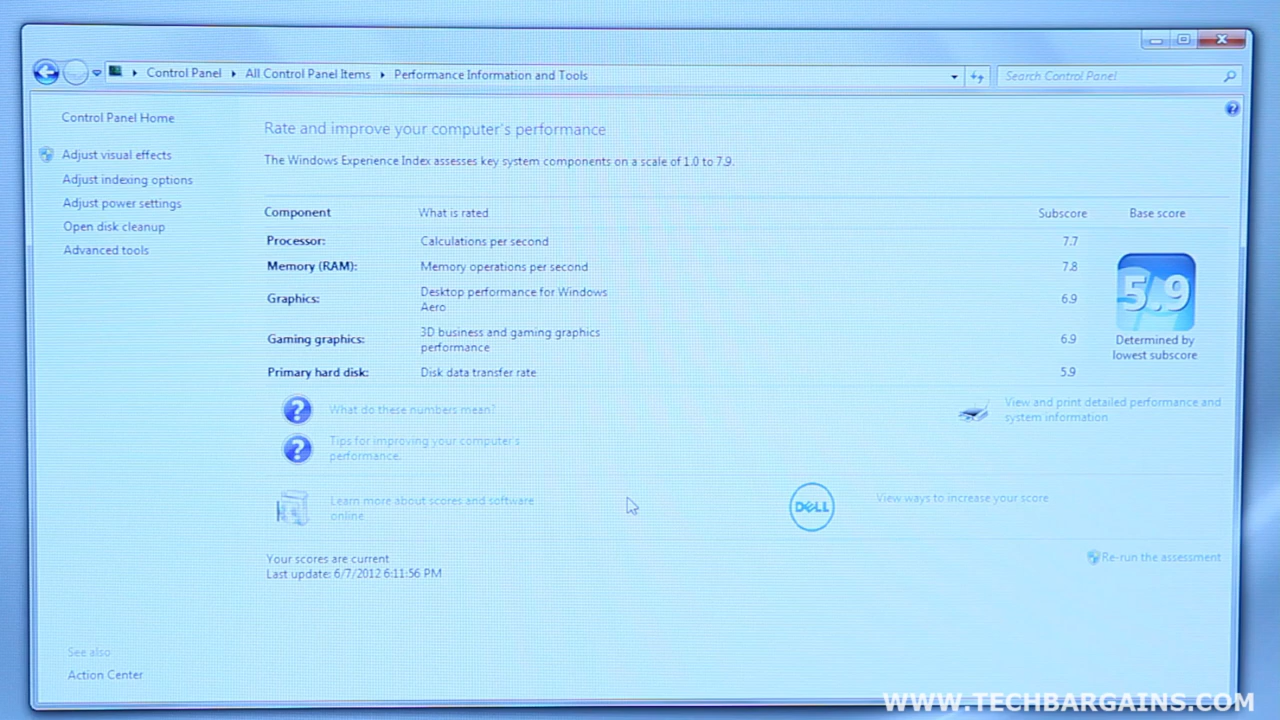 Control Panel
All Control Panel Items
Performance Information and Tools
Search Control Panel
Control Panel Home
Adjust visual effects
Adjust indexing options
Adjust power settings
Open disk cleanup
Advanced tools
Rate and improve your computer's performance
The Windows Experience Index assesses key system components on a scale of 1.0 to 7.9.
Component What is rated Subscore Base score
Processor: Calculations per second 7.7
Memory (RAM): Memory operations per second 7.8
Graphics: Desktop performance for Windows
Aero 6.9
Gaming graphics: 3D business and gaming graphics
performance 6.9
Primary hard disk: Disk data transfer rate 5.9
5.9
Determined by
lowest subscore
What do these numbers mean?
Tips for improving your computer's
performance.
View and print detailed performance and
system information
Learn more about scores and software
online
DELL
View ways to increase your score
Your scores are current
Last update: 6/7/2012 6:11:56 PM
Re-run the assessment
See also
Action Center
WWW.TECHBARGAINS.COM